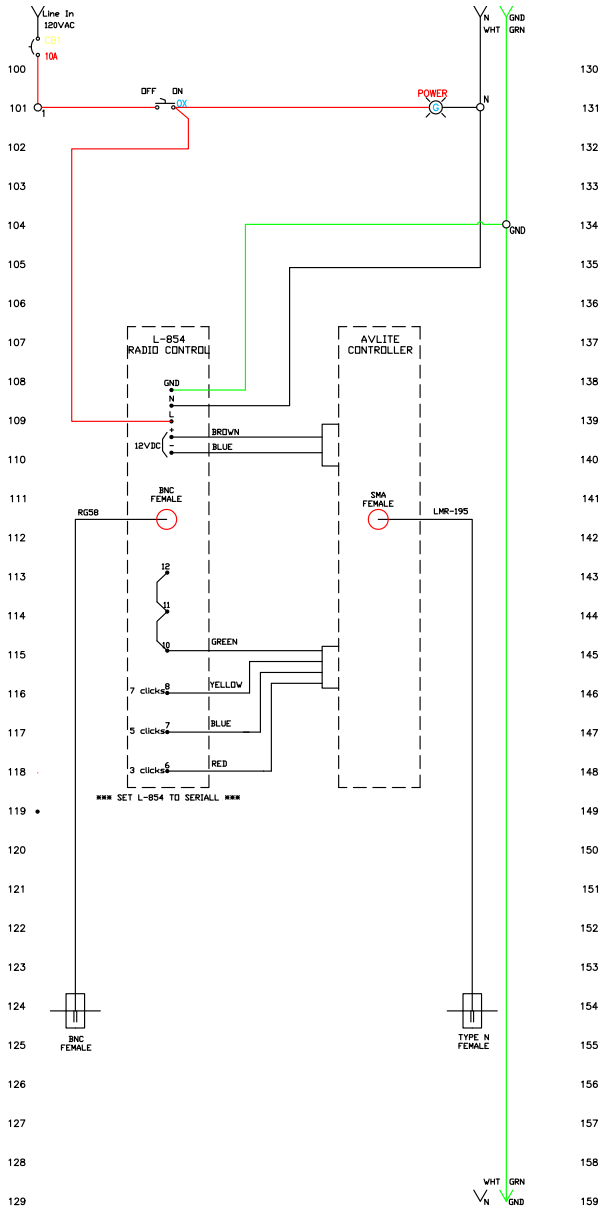 Line In
120VAC
N
GND
WHT
GRN
CB1
10A
100
130
OFF
ON
OX
POWER
G
N
101
1
131
102
132
103
133
104
GND
134
105
135
106
136
107
L-854
RADIO CONTROL
AVLITE
CONTROLLER
137
108
GND
138
N
109
L
139
+
BROWN
12VDC
-
BLUE
110
140
111
BNC
FEMALE
SMA
FEMALE
141
RG58
LMR-195
112
142
113
12
143
114
11
144
115
10
GREEN
145
116
7 clicks
8
YELLOW
146
117
5 clicks
7
BLUE
147
118
3 clicks
6
RED
148
*** SET L-854 TO SERIALL ***
119
149
120
150
121
151
122
152
123
153
124
154
125
BNC
FEMALE
TYPE N
FEMALE
155
126
156
127
157
128
158
WHT
GRN
129
N
GND
159